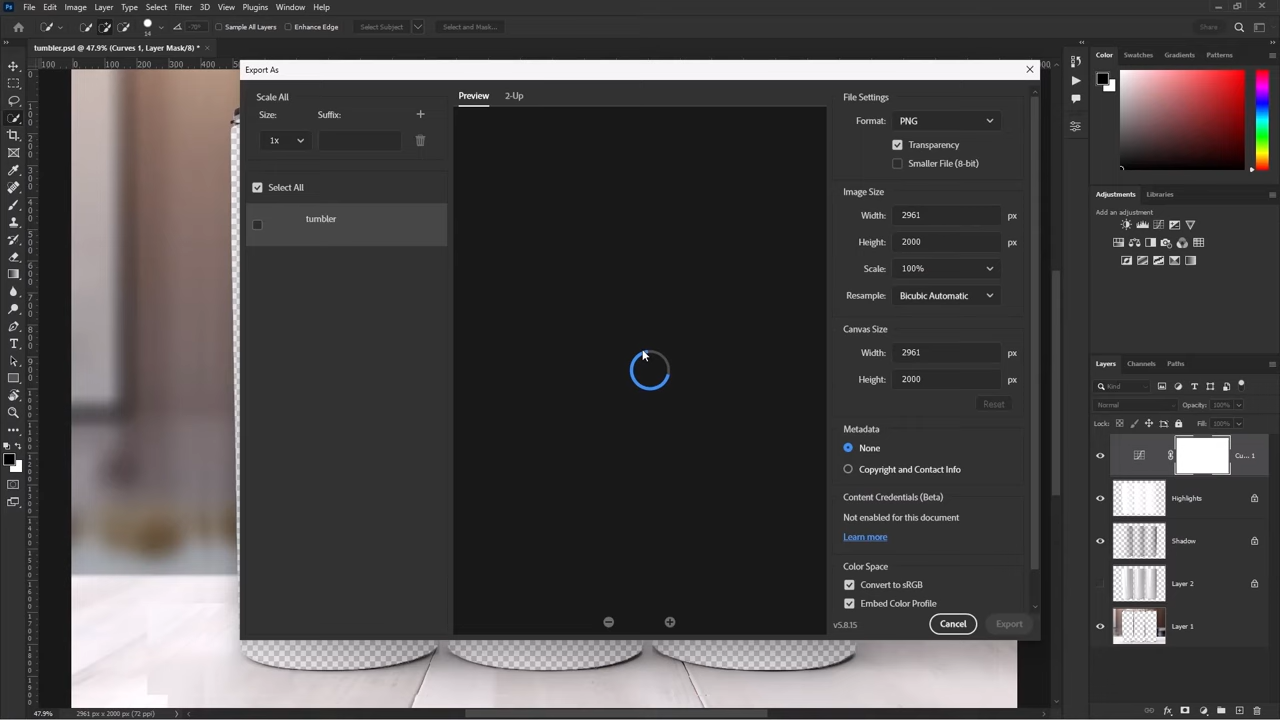 Ps File Edit Image Layer Type Select Filter 3D View Plugins Window Help
14 -70° Sample All Layers Enhance Edge Select Subject Select and Mask... Share
tumbler.psd @ 47.9% (Curves 1, Layer Mask/8) *
Export As
Scale All
Size: Suffix:
1x
Select All
tumbler
Preview 2-Up
File Settings
Format: PNG
Transparency
Smaller File (8-bit)
Image Size
Width: 2961 px
Height: 2000 px
Scale: 100%
Resample: Bicubic Automatic
Canvas Size
Width: 2961 px
Height: 2000 px
Reset
Metadata
None
Copyright and Contact Info
Content Credentials (Beta)
Not enabled for this document
Learn more
Color Space
Convert to sRGB
Embed Color Profile
v5.8.15 Cancel Export
Color Swatches Gradients Patterns
Adjustments Libraries
Add an adjustment
Layers Channels Paths
Kind
Normal Opacity: 100%
Lock: Fill: 100%
Cu... 1
Highlights
Shadow
Layer 2
Layer 1
47.9% 2961 px x 2000 px (72 ppi)